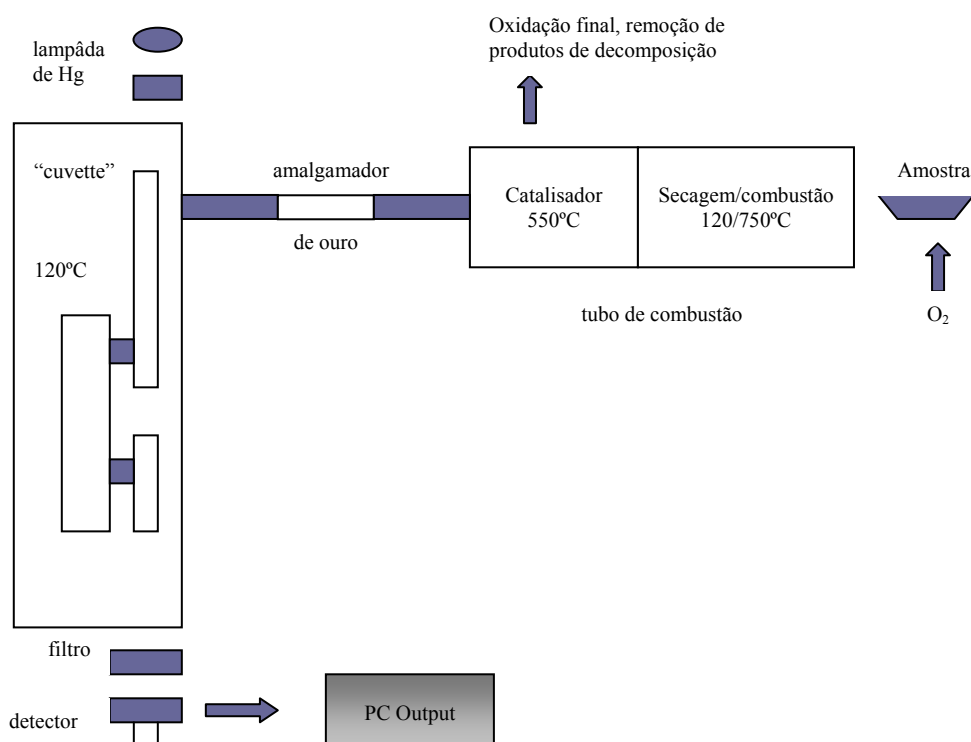 Oxidação final, remoção de
produtos de decomposição
lampâda
de Hg
“cuvette”
amalgamador
Catalisador
550ºC
Secagem/combustão
120/750ºC
Amostra
de ouro
120ºC
tubo de combustão
O₂
filtro
detector
PC Output